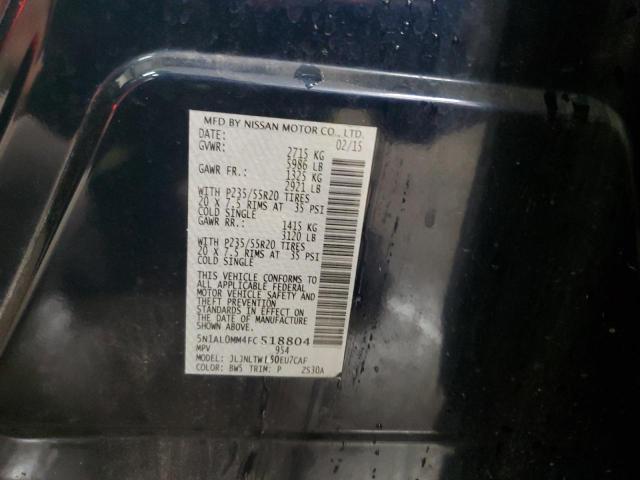 MFD BY NISSAN MOTOR CO., LTD.
DATE: 02/15
GVWR: 2715 KG
5986 LB
GAWR FR.: 1325 KG
2921 LB
WITH P235/55R20 TIRES
20 X 7.5 RIMS AT 35 PSI
COLD SINGLE
GAWR RR.: 1415 KG
3120 LB
WITH P235/55R20 TIRES
20 X 7.5 RIMS AT 35 PSI
COLD SINGLE
THIS VEHICLE CONFORMS TO
ALL APPLICABLE FEDERAL
MOTOR VEHICLE SAFETY AND
THEFT PREVENTION
STANDARDS IN EFFECT ON
THE DATE OF MANUFACTURE
SHOWN ABOVE.
5N1AL0MM4FC518804
MPV 954
MODEL: JLJNLTWL50EU7CAF
COLOR: BW5 TRIM: P ZS30A